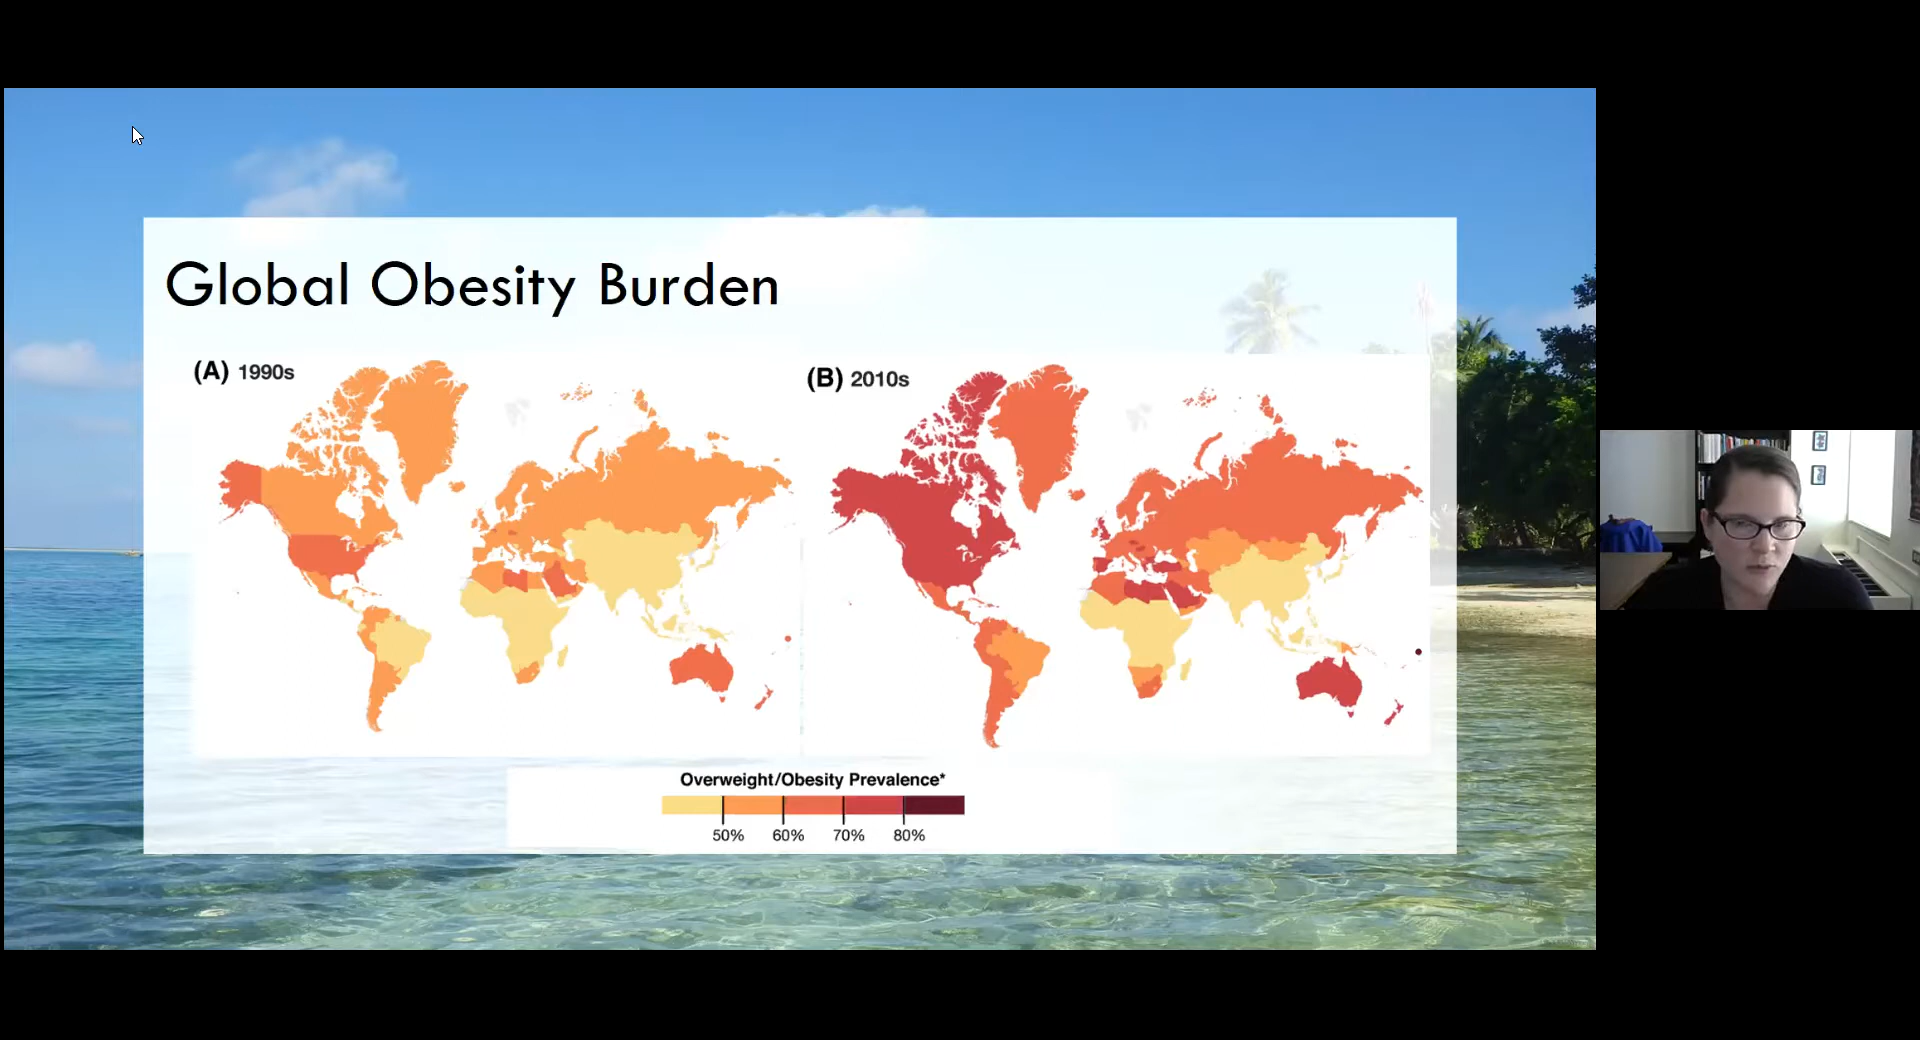 Global Obesity Burden
(A) 1990s
(B) 2010s
Overweight/Obesity Prevalence*
50% 60% 70% 80%